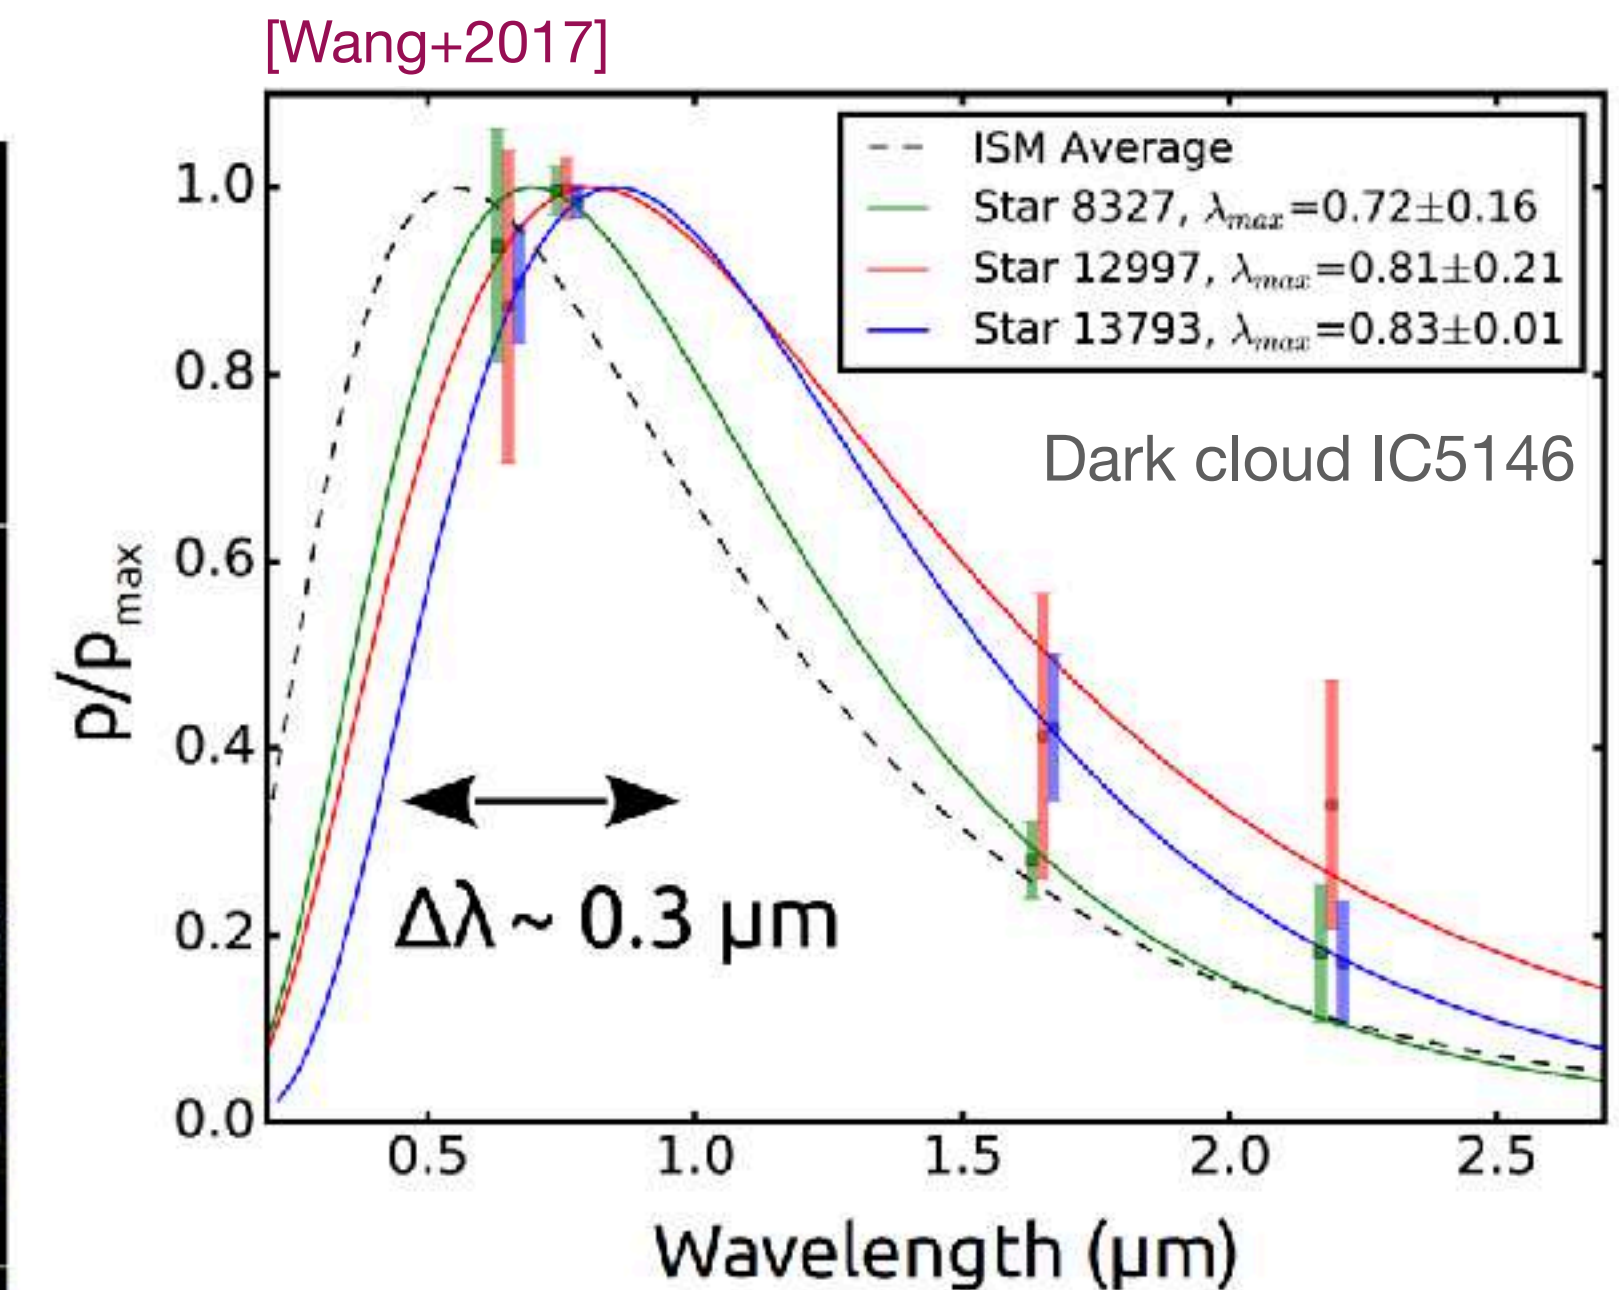 [Wang+2017]
ISM Average
Star 8327, λmax=0.72±0.16
Star 12997, λmax=0.81±0.21
Star 13793, λmax=0.83±0.01
Dark cloud IC5146
p/pmax
1.0
0.8
0.6
0.4
0.2
0.0
Δλ ~ 0.3 μm
0.5 1.0 1.5 2.0 2.5
Wavelength (μm)